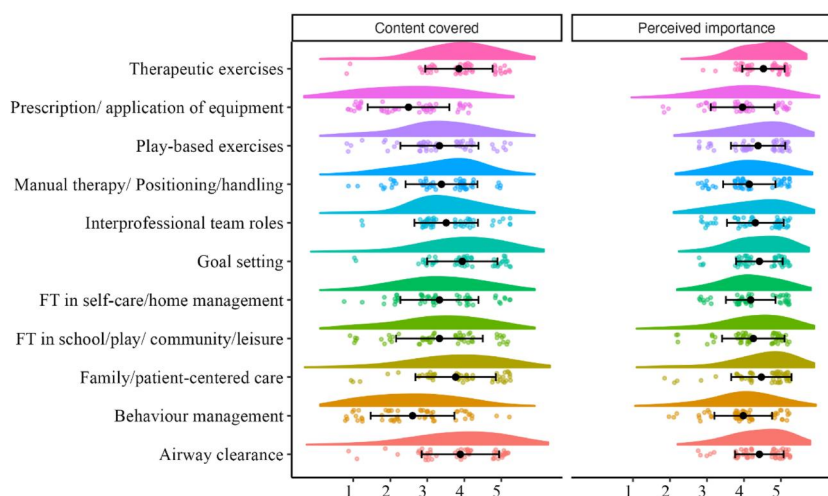 Content covered
Perceived importance
Therapeutic exercises
Prescription/ application of equipment
Play-based exercises
Manual therapy/ Positioning/handling
Interprofessional team roles
Goal setting
FT in self-care/home management
FT in school/play/ community/leisure
Family/patient-centered care
Behaviour management
Airway clearance
1 2 3 4 5
1 2 3 4 5